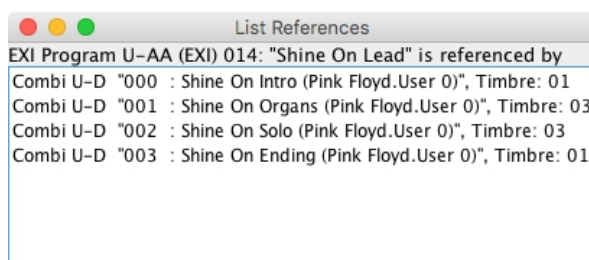 List References
EXI Program U-AA (EXI) 014: "Shine On Lead" is referenced by
Combi U-D "000 : Shine On Intro (Pink Floyd.User 0)", Timbre: 01
Combi U-D "001 : Shine On Organs (Pink Floyd.User 0)", Timbre: 03
Combi U-D "002 : Shine On Solo (Pink Floyd.User 0)", Timbre: 03
Combi U-D "003 : Shine On Ending (Pink Floyd.User 0)", Timbre: 01